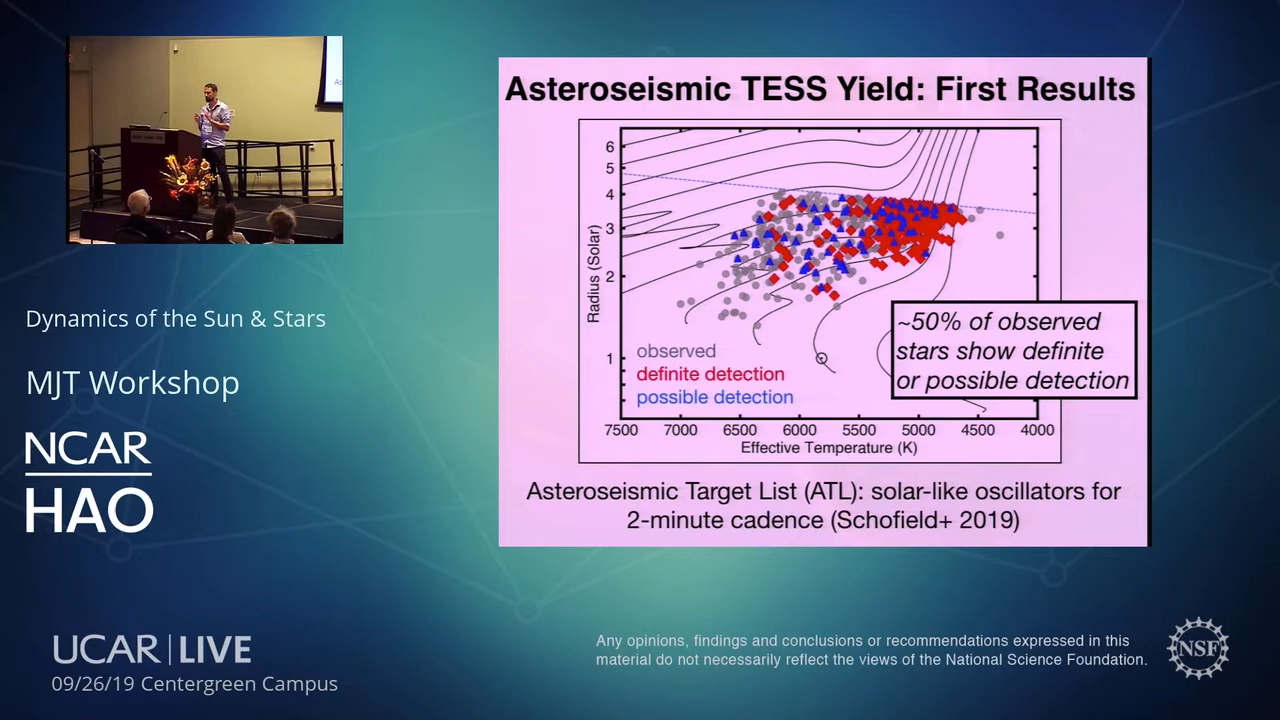 Asteroseismic TESS Yield: First Results
6
5
4
3
2
1
Radius (Solar)
observed
definite detection
possible detection
~50% of observed
stars show definite
or possible detection
7500 7000 6500 6000 5500 5000 4500 4000
Effective Temperature (K)
Asteroseismic Target List (ATL): solar-like oscillators for
2-minute cadence (Schofield+ 2019)
Dynamics of the Sun & Stars
MJT Workshop
NCAR
HAO
UCAR | LIVE
09/26/19 Centergreen Campus
Any opinions, findings and conclusions or recommendations expressed in this
material do not necessarily reflect the views of the National Science Foundation.
NSF